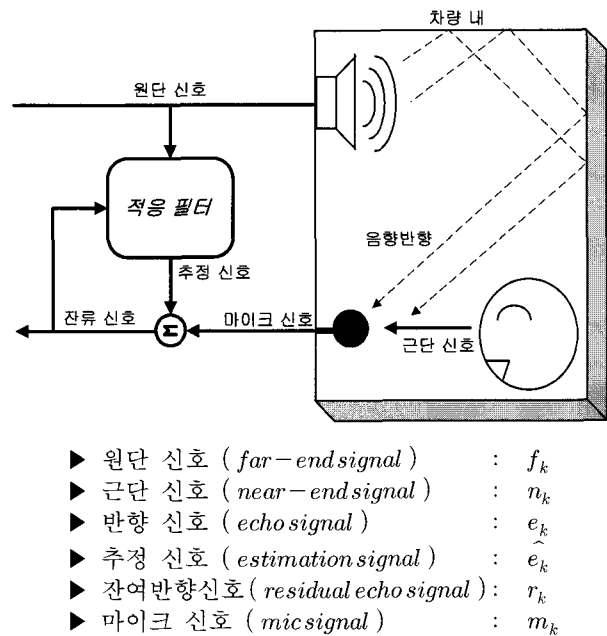 차량 내
원단 신호
적응 필터
음향반향
추정 신호
잔류 신호
Σ
마이크 신호
근단 신호
▶ 원단 신호 ( far-end signal ) : f_k
▶ 근단 신호 ( near-end signal ) : n_k
▶ 반향 신호 ( echo signal ) : e_k
▶ 추정 신호 ( estimation signal ) : \hat{e_k}
▶ 잔여반향신호( residual echo signal ) : r_k
▶ 마이크 신호 ( mic signal ) : m_k